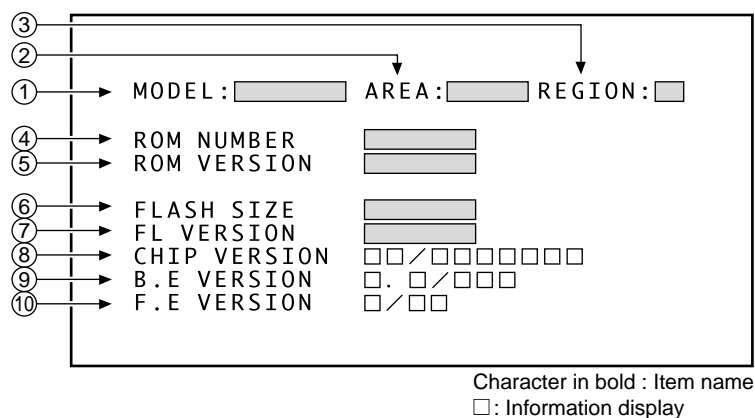 ③
②
① MODEL: AREA: REGION:
④ ROM NUMBER
⑤ ROM VERSION
⑥ FLASH SIZE
⑦ FL VERSION
⑧ CHIP VERSION □□/□□□□□□□
⑨ B.E VERSION □. □/□□□
⑩ F.E VERSION □/□□
Character in bold : Item name
□ : Information display